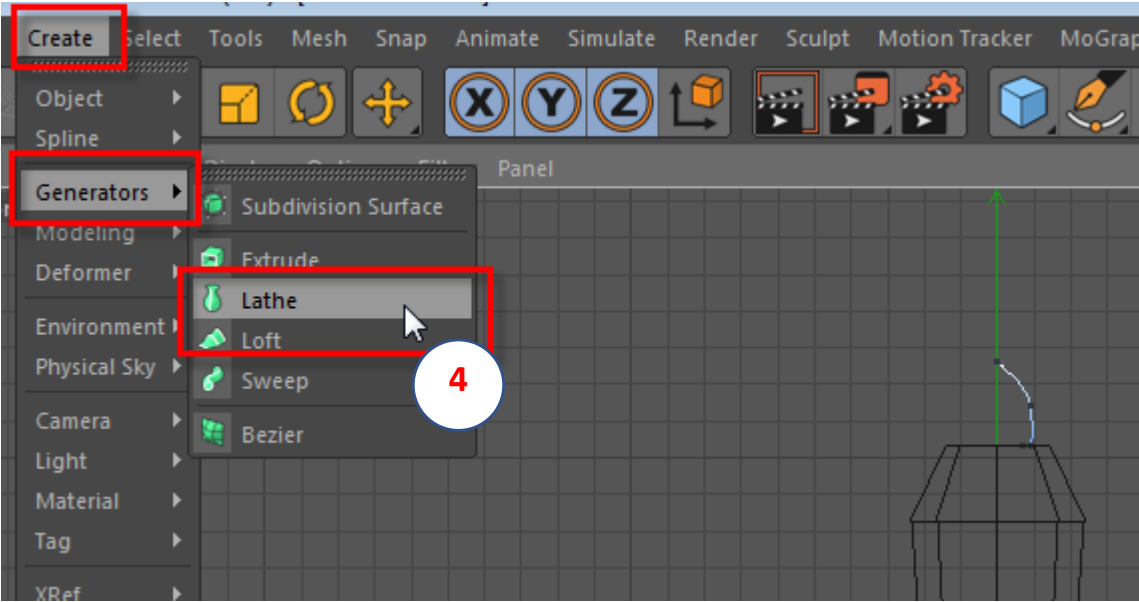 Create Select Tools Mesh Snap Animate Simulate Render Sculpt Motion Tracker MoGrap
X Y Z
Object
Spline
Panel
Generators
Modeling
Deformer
Environment
Physical Sky
Camera
Light
Material
Tag
XRef
Subdivision Surface
Extrude
Lathe
Loft
Sweep
Bezier
4